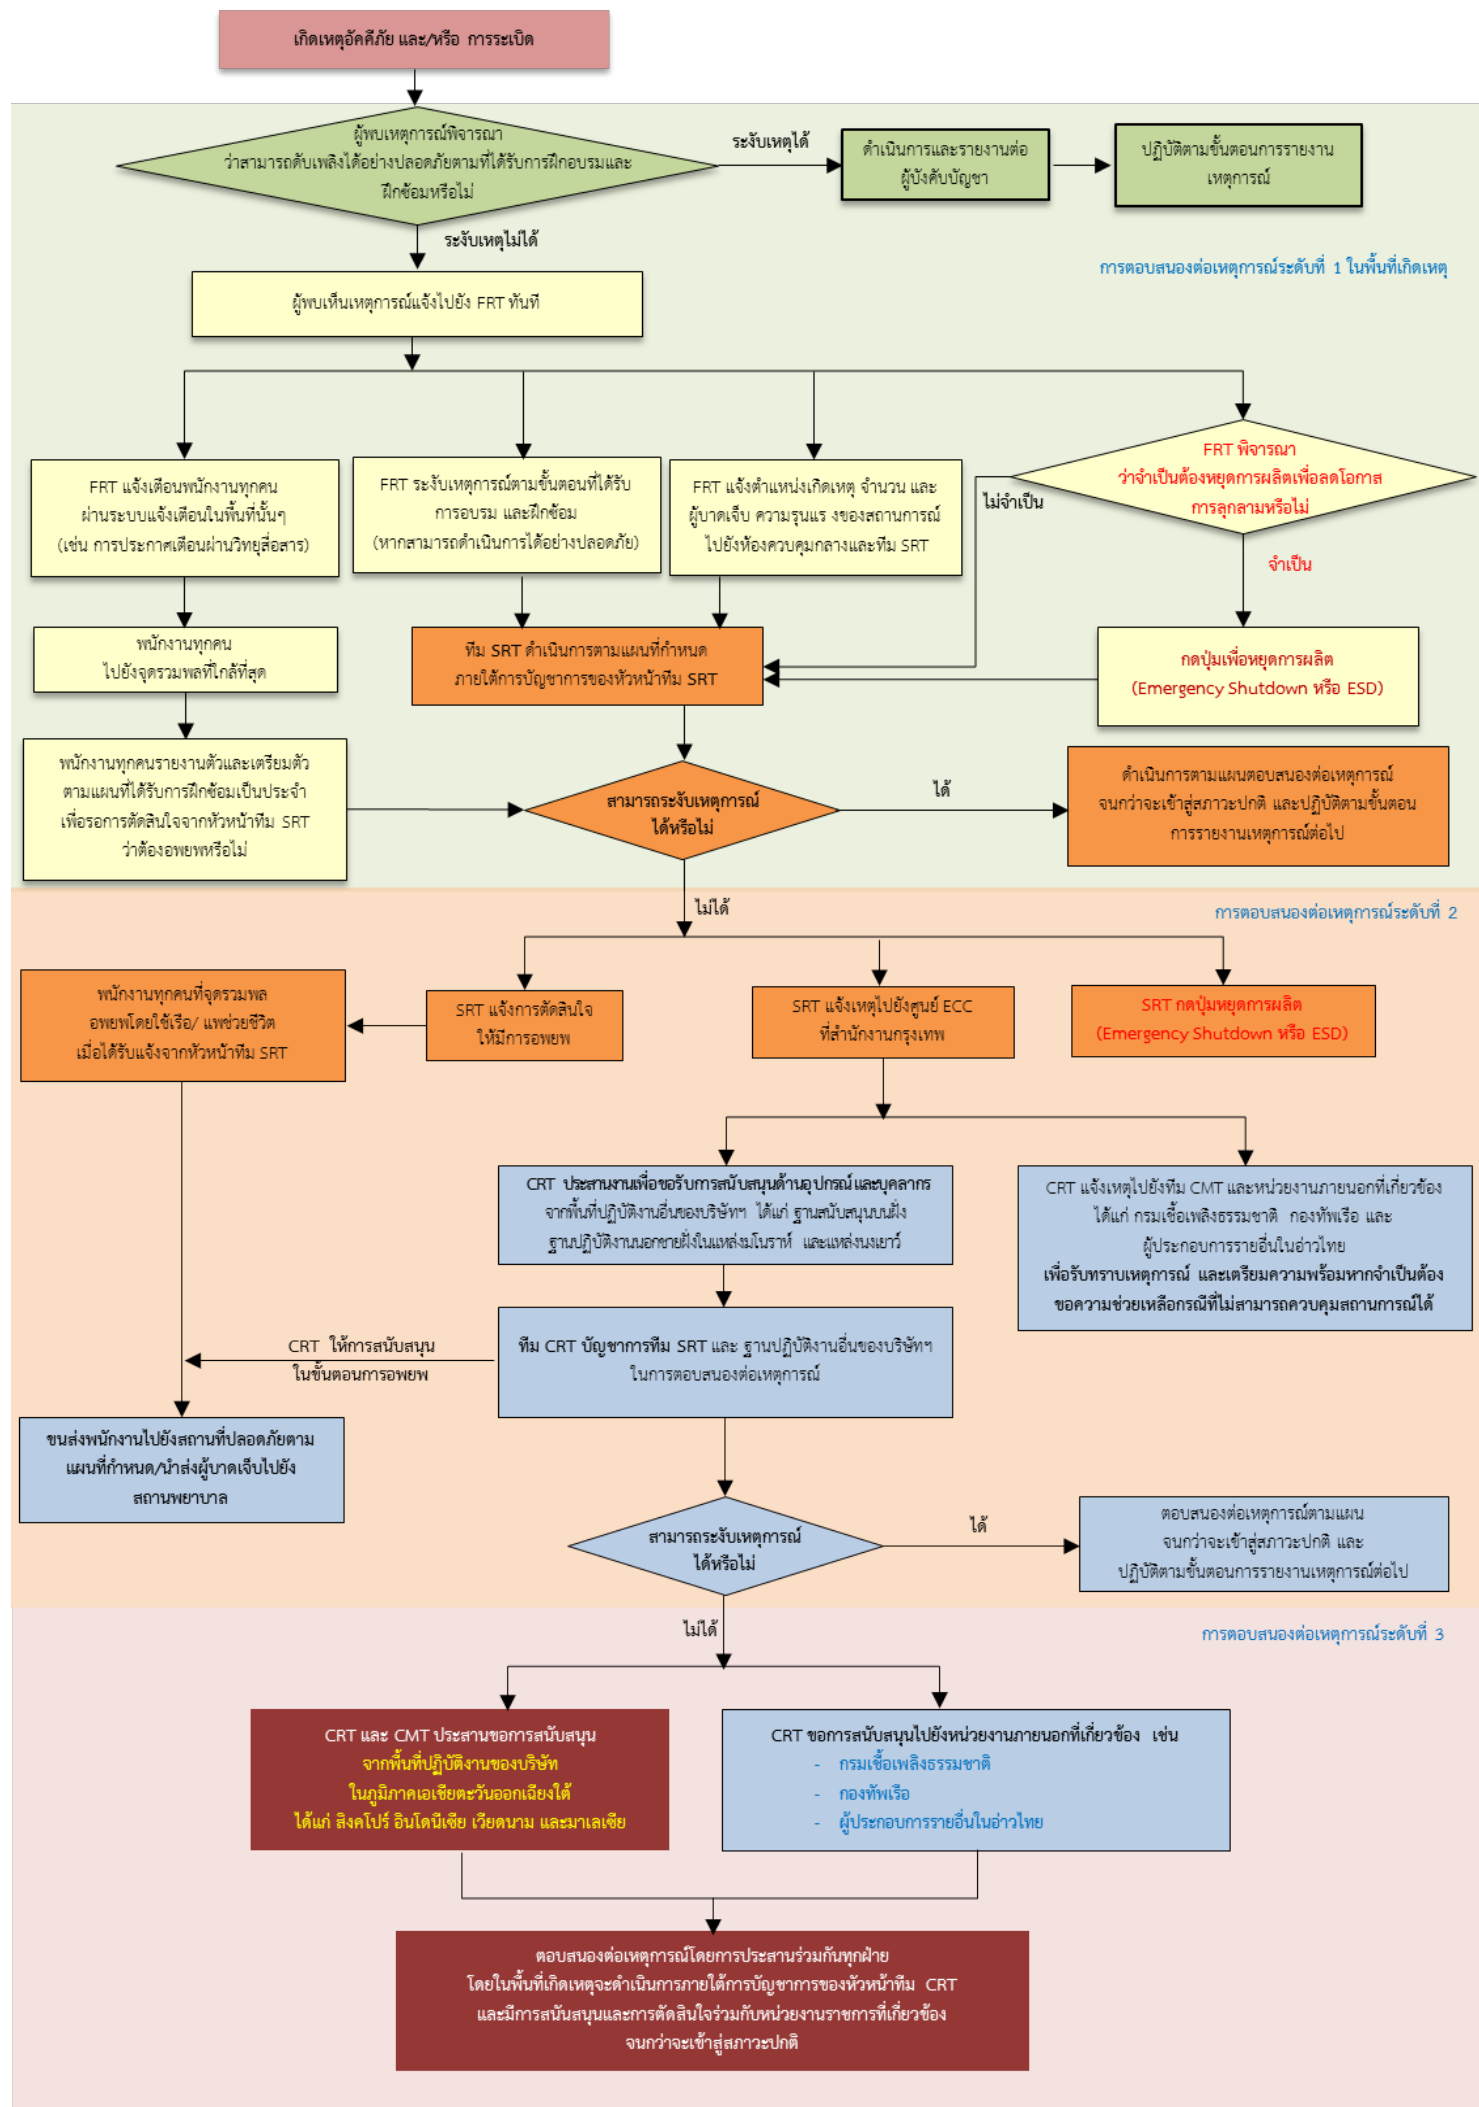 เกิดเหตุอัคคีภัย และ/หรือ การระเบิด
ผู้พบเหตุการณ์พิจารณา
ว่าสามารถดับเพลิงได้อย่างปลอดภัยตามที่ได้รับการฝึกอบรมและ
ฝึกซ้อมหรือไม่
ระงับเหตุได้
ดำเนินการและรายงานต่อ
ผู้บังคับบัญชา
ปฏิบัติตามขั้นตอนการรายงาน
เหตุการณ์
ระงับเหตุไม่ได้
การตอบสนองต่อเหตุการณ์ระดับที่ 1 ในพื้นที่เกิดเหตุ
ผู้พบเห็นเหตุการณ์แจ้งไปยัง FRT ทันที
FRT แจ้งเตือนพนักงานทุกคน
ผ่านระบบแจ้งเตือนในพื้นที่นั้นๆ
(เช่น การประกาศเตือนผ่านวิทยุสื่อสาร)
FRT ระงับเหตุการณ์ตามขั้นตอนที่ได้รับ
การอบรม และฝึกซ้อม
(หากสามารถดำเนินการได้อย่างปลอดภัย)
FRT แจ้งตำแหน่งเกิดเหตุ จำนวน และ
ผู้บาดเจ็บ ความรุนแร งของสถานการณ์
ไปยังห้องควบคุมกลางและทีม SRT
FRT พิจารณา
ว่าจำเป็นต้องหยุดการผลิตเพื่อลดโอกาส
การลุกลามหรือไม่
ไม่จำเป็น
จำเป็น
พนักงานทุกคน
ไปยังจุดรวมพลที่ใกล้ที่สุด
ทีม SRT ดำเนินการตามแผนที่กำหนด
ภายใต้การบัญชาการของหัวหน้าทีม SRT
กดปุ่มเพื่อหยุดการผลิต
(Emergency Shutdown หรือ ESD)
พนักงานทุกคนรายงานตัวและเตรียมตัว
ตามแผนที่ได้รับการฝึกซ้อมเป็นประจำ
เพื่อรอการตัดสินใจจากหัวหน้าทีม SRT
ว่าต้องอพยพหรือไม่
สามารถระงับเหตุการณ์
ได้หรือไม่
ได้
ดำเนินการตามแผนตอบสนองต่อเหตุการณ์
จนกว่าจะเข้าสู่สภาวะปกติ และปฏิบัติตามขั้นตอน
การรายงานเหตุการณ์ต่อไป
ไม่ได้
การตอบสนองต่อเหตุการณ์ระดับที่ 2
พนักงานทุกคนที่จุดรวมพล
อพยพโดยใช้เรือ/ แพช่วยชีวิต
เมื่อได้รับแจ้งจากหัวหน้าทีม SRT
SRT แจ้งการตัดสินใจ
ให้มีการอพยพ
SRT แจ้งเหตุไปยังศูนย์ ECC
ที่สำนักงานกรุงเทพ
SRT กดปุ่มหยุดการผลิต
(Emergency Shutdown หรือ ESD)
CRT ประสานงานเพื่อขอรับการสนับสนุนด้านอุปกรณ์และบุคลากร
จากพื้นที่ปฏิบัติงานอื่นของบริษัทฯ ได้แก่ ฐานสนับสนุนบนฝั่ง
ฐานปฏิบัติงานนอกชายฝั่งในแหล่งมโนราห์ และแหล่งนงเยาว์
CRT แจ้งเหตุไปยังทีม CMT และหน่วยงานภายนอกที่เกี่ยวข้อง
ได้แก่ กรมเชื้อเพลิงธรรมชาติ กองทัพเรือ และ
ผู้ประกอบการรายอื่นในอ่าวไทย
เพื่อรับทราบเหตุการณ์ และเตรียมความพร้อมหากจำเป็นต้อง
ขอความช่วยเหลือกรณีที่ไม่สามารถควบคุมสถานการณ์ได้
CRT ให้การสนับสนุน
ในขั้นตอนการอพยพ
ทีม CRT บัญชาการทีม SRT และ ฐานปฏิบัติงานอื่นของบริษัทฯ
ในการตอบสนองต่อเหตุการณ์
ขนส่งพนักงานไปยังสถานที่ปลอดภัยตาม
แผนที่กำหนด/นำส่งผู้บาดเจ็บไปยัง
สถานพยาบาล
สามารถระงับเหตุการณ์
ได้หรือไม่
ได้
ตอบสนองต่อเหตุการณ์ตามแผน
จนกว่าจะเข้าสู่สภาวะปกติ และ
ปฏิบัติตามขั้นตอนการรายงานเหตุการณ์ต่อไป
ไม่ได้
การตอบสนองต่อเหตุการณ์ระดับที่ 3
CRT และ CMT ประสานขอการสนับสนุน
จากพื้นที่ปฏิบัติงานของบริษัท
ในภูมิภาคเอเชียตะวันออกเฉียงใต้
ได้แก่ สิงคโปร์ อินโดนีเซีย เวียดนาม และมาเลเซีย
CRT ขอการสนับสนุนไปยังหน่วยงานภายนอกที่เกี่ยวข้อง เช่น
- กรมเชื้อเพลิงธรรมชาติ
- กองทัพเรือ
- ผู้ประกอบการรายอื่นในอ่าวไทย
ตอบสนองต่อเหตุการณ์โดยการประสานร่วมกันทุกฝ่าย
โดยในพื้นที่เกิดเหตุจะดำเนินการภายใต้การบัญชาการของหัวหน้าทีม CRT
และมีการสนันสนุนและการตัดสินใจร่วมกับหน่วยงานราชการที่เกี่ยวข้อง
จนกว่าจะเข้าสู่สภาวะปกติ